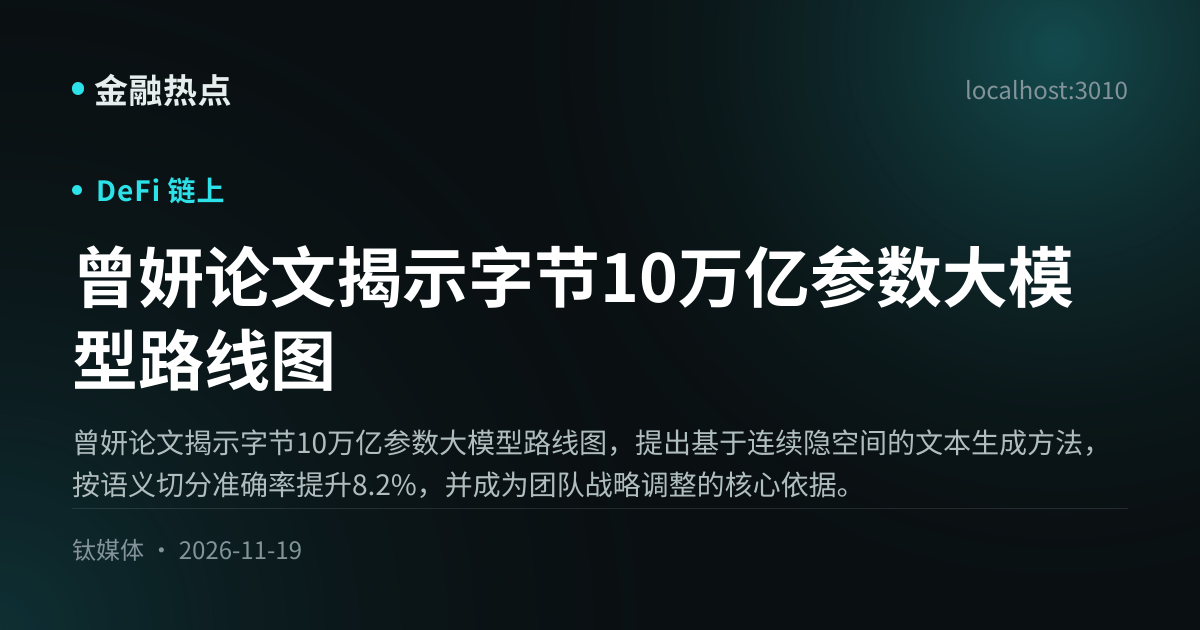 金融热点
localhost:3010
DeFi 链上
曾妍论文揭示字节10万亿参数大模
型路线图
曾妍论文揭示字节10万亿参数大模型路线图，提出基于连续隐空间的文本生成方法，
按语义切分准确率提升8.2%，并成为团队战略调整的核心依据。
钛媒体 · 2026-11-19